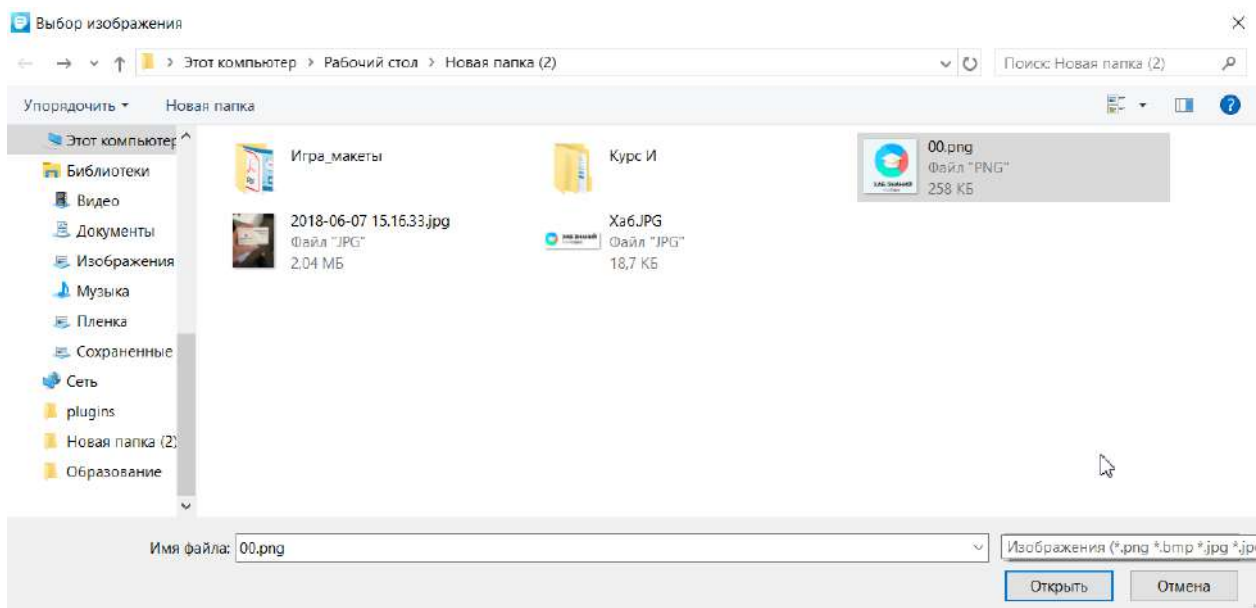 Выбор изображения
Этот компьютер > Рабочий стол > Новая папка (2)
Поиск: Новая папка (2)
Упорядочить
Новая папка
Этот компьютер
Библиотеки
Видео
Документы
Изображения
Музыка
Пленка
Сохраненные
Сеть
plugins
Новая папка (2)
Образование
Игра_макеты
Курс И
00.png
Файл "PNG"
258 КБ
2018-06-07 15.16.33.jpg
Файл "JPG"
2,04 МБ
Хаб.JPG
Файл "JPG"
18,7 КБ
Имя файла: 00.png
Изображения (*.png *.bmp *.jpg *.jp
Открыть
Отмена